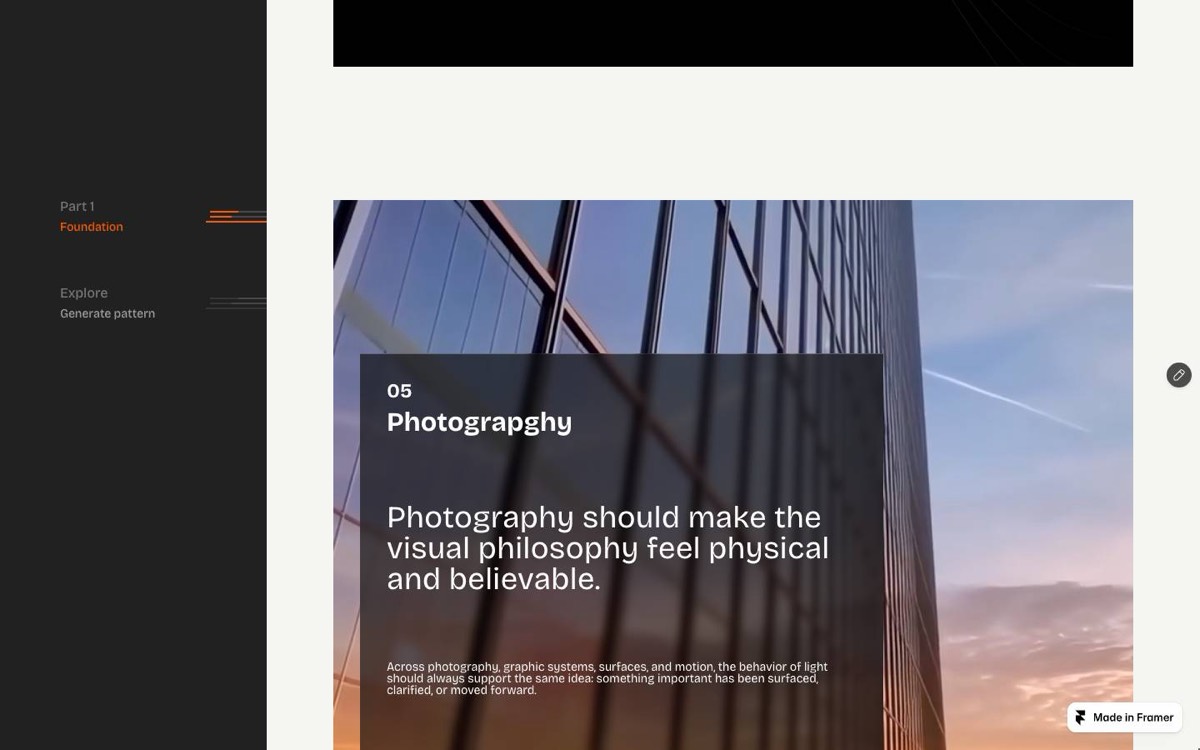 Part 1
Foundation
Explore
Generate pattern
05
Photograpghy
Photography should make the
visual philosophy feel physical
and believable.
Across photography, graphic systems, surfaces, and motion, the behavior of light
should always support the same idea: something important has been surfaced,
clarified, or moved forward.
Made in Framer